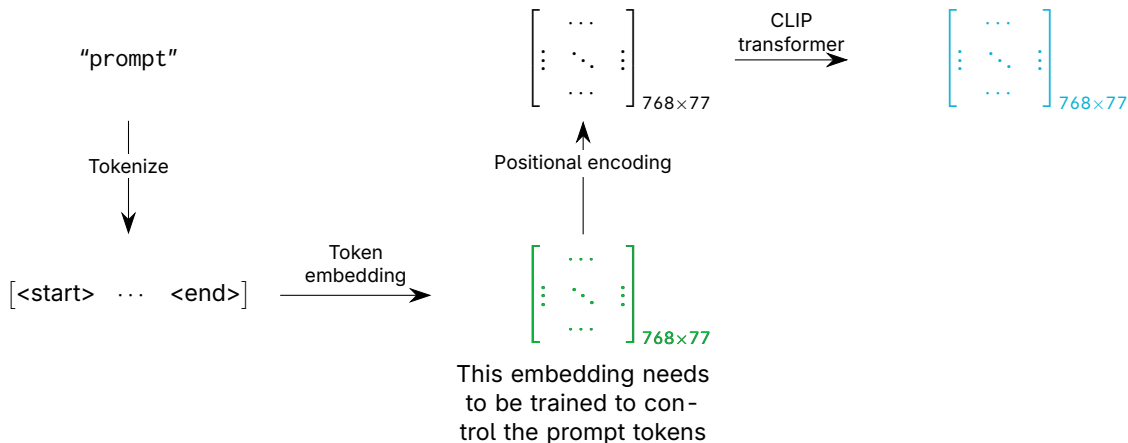 “prompt”
Tokenize
[<start> ⋯ <end>]
Token
embedding
[⋯ ⋮ ⋱ ⋮ ⋯] 768×77
This embedding needs
to be trained to con-
trol the prompt tokens
Positional encoding
[⋯ ⋮ ⋱ ⋮ ⋯] 768×77
CLIP
transformer
[⋯ ⋮ ⋱ ⋮ ⋯] 768×77